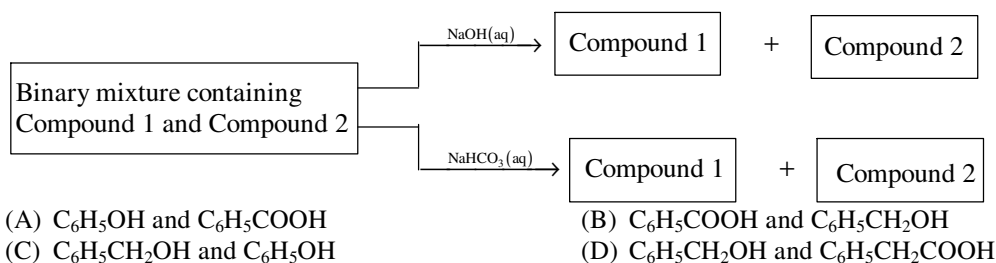 NaOH(aq)
Compound 1 + Compound 2
Binary mixture containing
Compound 1 and Compound 2
NaHCO₃(aq)
Compound 1 + Compound 2
(A) C₆H₅OH and C₆H₅COOH (B) C₆H₅COOH and C₆H₅CH₂OH
(C) C₆H₅CH₂OH and C₆H₅OH (D) C₆H₅CH₂OH and C₆H₅CH₂COOH